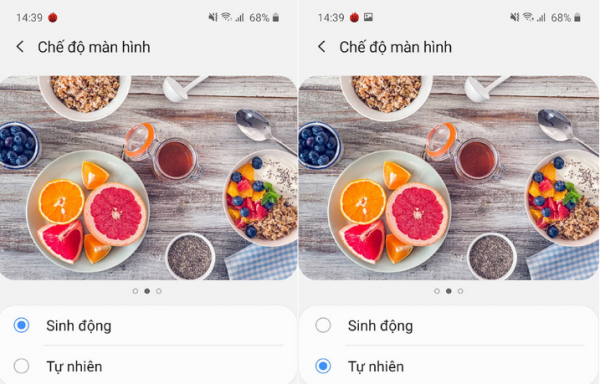 14:39 68%
Chế độ màn hình
Sinh động
Tự nhiên
14:39 68%
Chế độ màn hình
Sinh động
Tự nhiên